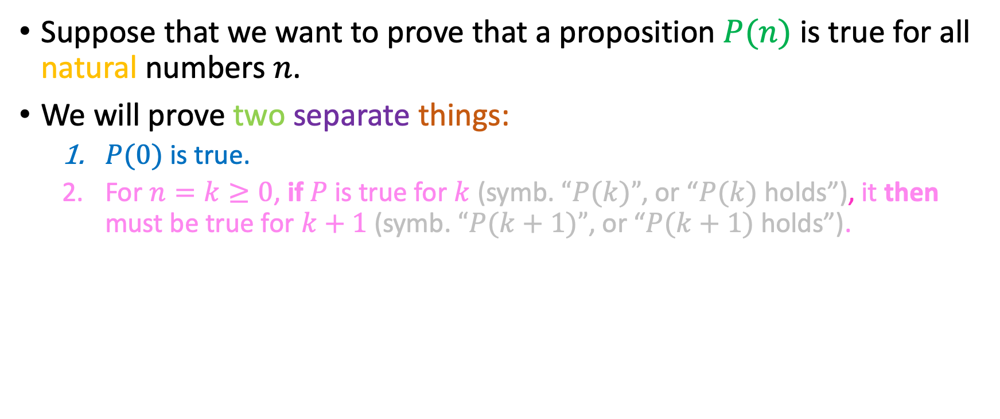 • Suppose that we want to prove that a proposition 𝑃(𝑛) is true for all
natural numbers 𝑛.
• We will prove two separate things:
1. 𝑃(0) is true.
2. For 𝑛 = 𝑘 ≥ 0, if 𝑃 is true for 𝑘 (symb. “𝑃(𝑘)”, or “𝑃(𝑘) holds”), it then
must be true for 𝑘 + 1 (symb. “𝑃(𝑘 + 1)”, or “𝑃(𝑘 + 1) holds”).